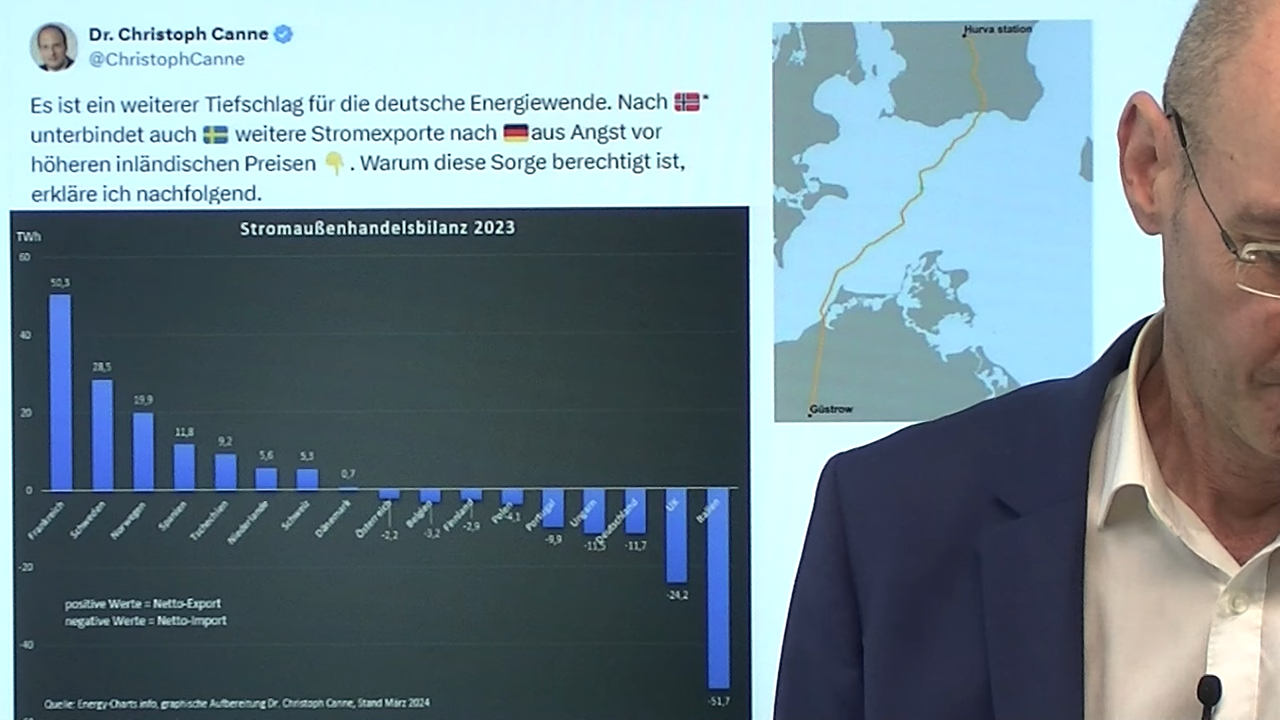 Dr. Christoph Canne
@ChristophCanne
Es ist ein weiterer Tiefschlag für die deutsche Energiewende. Nach 🇳🇴*
unterbindet auch 🇸🇪 weitere Stromexporte nach 🇩🇪 aus Angst vor
höheren inländischen Preisen 👇. Warum diese Sorge berechtigt ist,
erkläre ich nachfolgend.
Stromaußenhandelsbilanz 2023
TWh
60
40
20
0
-20
-40
50,3
28,5
19,9
11,8
9,2
5,6
5,3
0,7
-2,2
-3,2
-2,9
-4,1
-9,9
-11,5
-11,7
-24,2
-51,7
Frankreich
Schweden
Norwegen
Spanien
Tschechien
Niederlande
Schweiz
Dänemark
Österreich
Belgien
Finnland
Polen
Portugal
Ungarn
Deutschland
UK
Italien
positive Werte = Netto-Export
negative Werte = Netto-Import
Quelle: Energy-Charts info, graphische Aufbereitung Dr. Christoph Canne, Stand März 2024
Hurva station
Güstrow